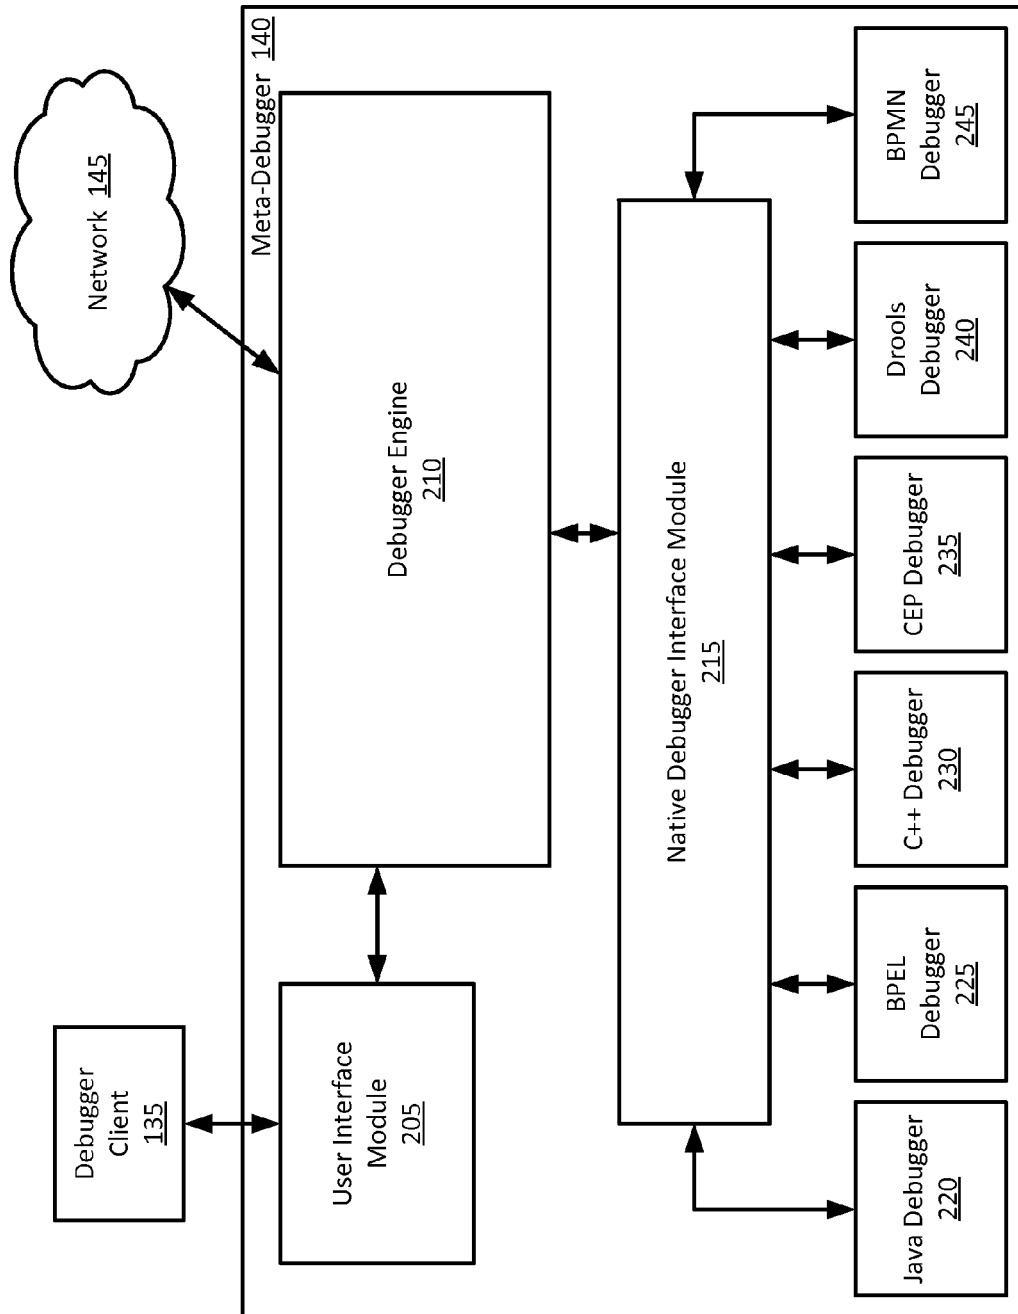 Debugger
Client
135
Network 145
Meta-Debugger 140
User Interface
Module
205
Debugger Engine
210
Native Debugger Interface Module
215
Java Debugger
220
BPEL
Debugger
225
C++ Debugger
230
CEP Debugger
235
Drools
Debugger
240
BPMN
Debugger
245